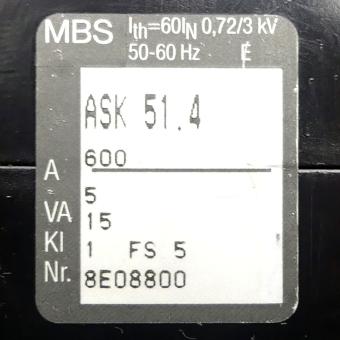 MBS Ith=60IN 0,72/3 kV
50-60 Hz E
ASK 51.4
A 600
5
VA 15
Kl 1 FS 5
Nr. 8E08800